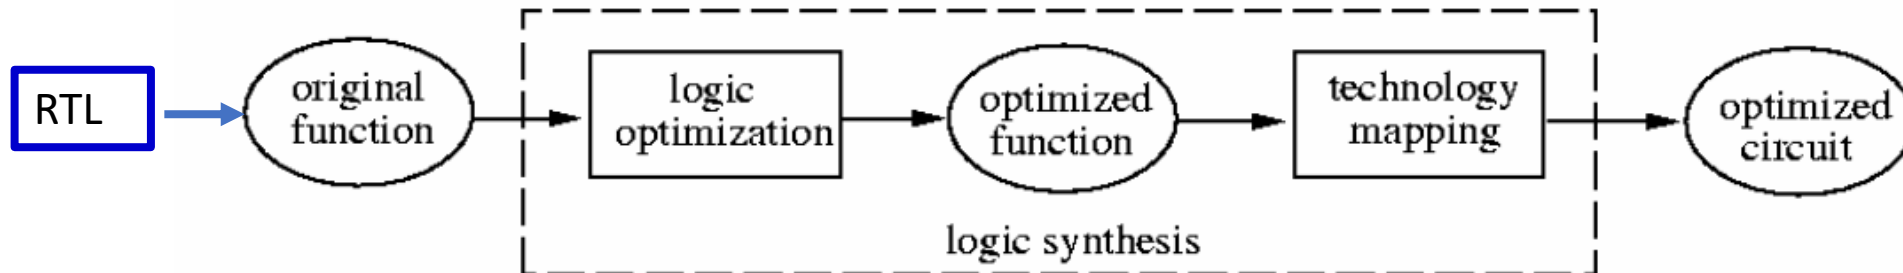 RTL
original
function
logic
optimization
optimized
function
technology
mapping
optimized
circuit
logic synthesis